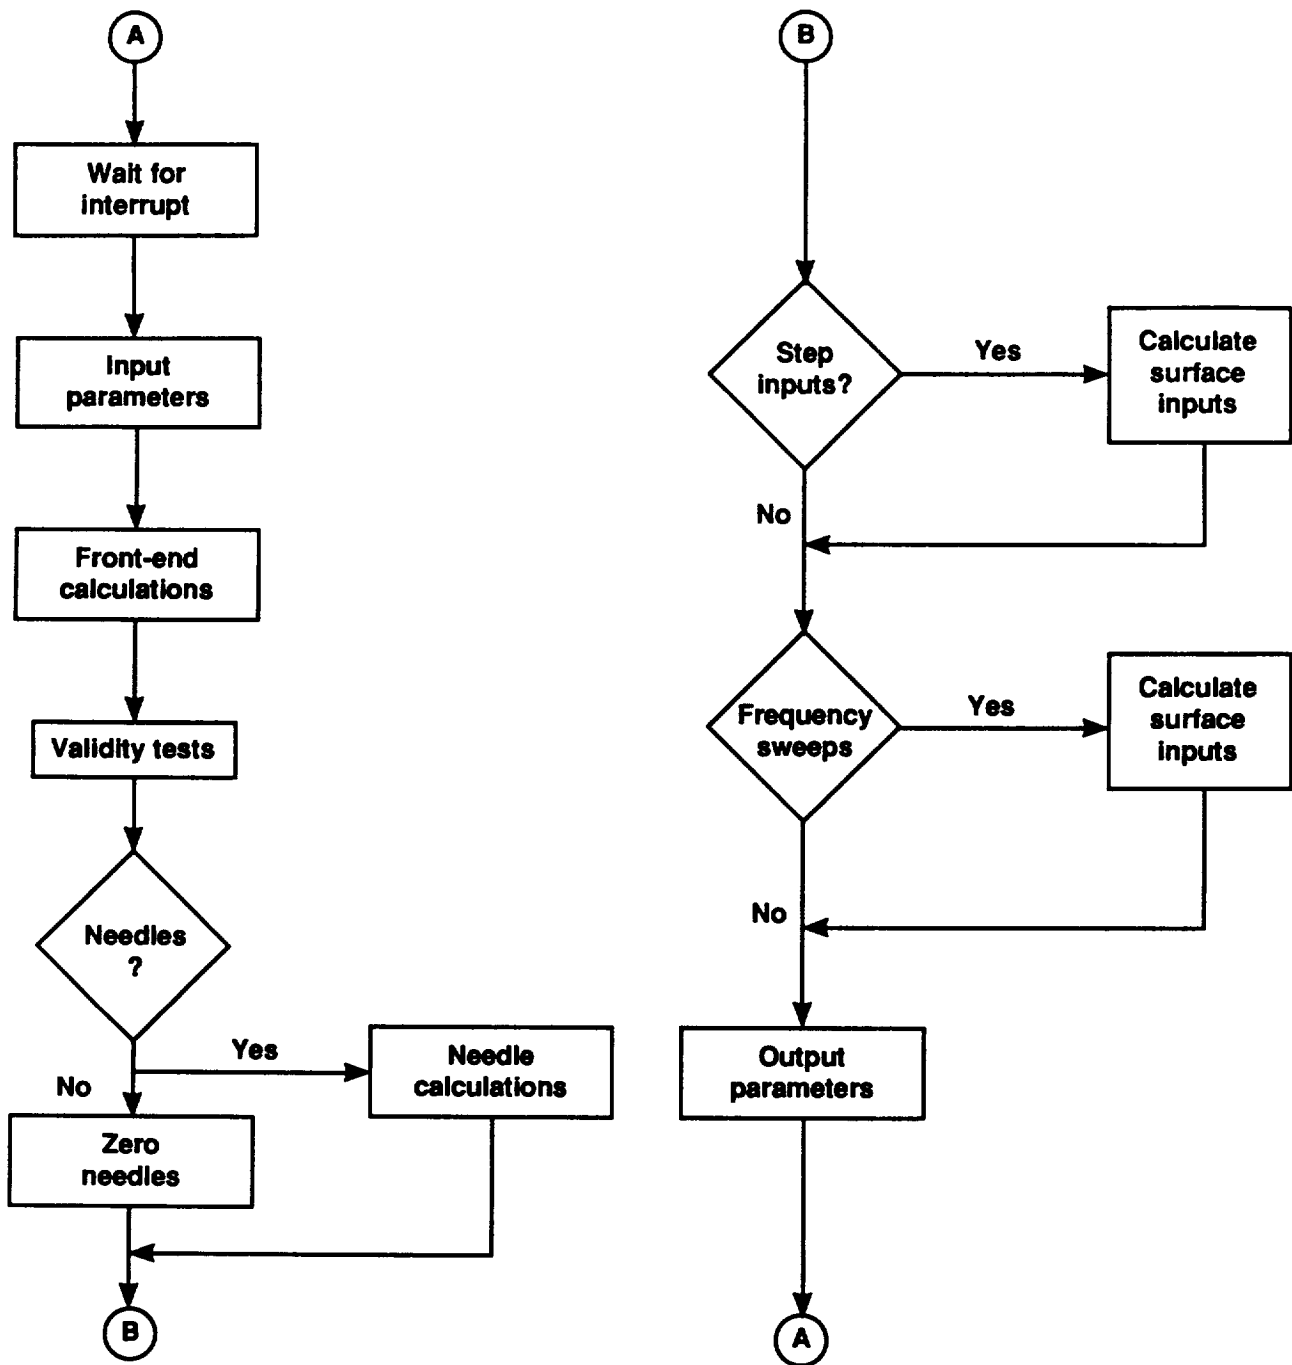 A
Wait for
interrupt
Input
parameters
Front-end
calculations
Validity tests
Needles
?
Yes
No
Needle
calculations
Zero
needles
B
B
Step
inputs?
Yes
Calculate
surface
inputs
No
Frequency
sweeps
Yes
Calculate
surface
inputs
No
Output
parameters
A